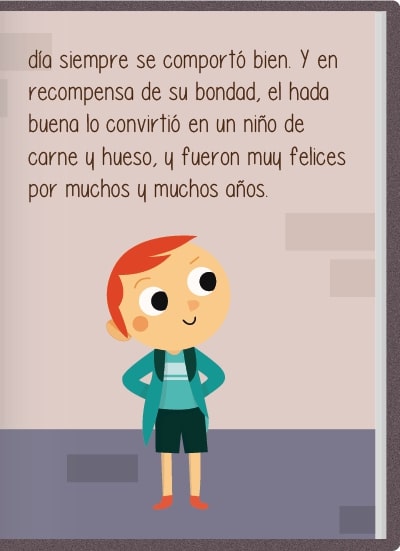 día siempre se comportó bien. Y en
recompensa de su bondad, el hada
buena lo convirtió en un niño de
carne y hueso, y fueron muy felices
por muchos y muchos años.